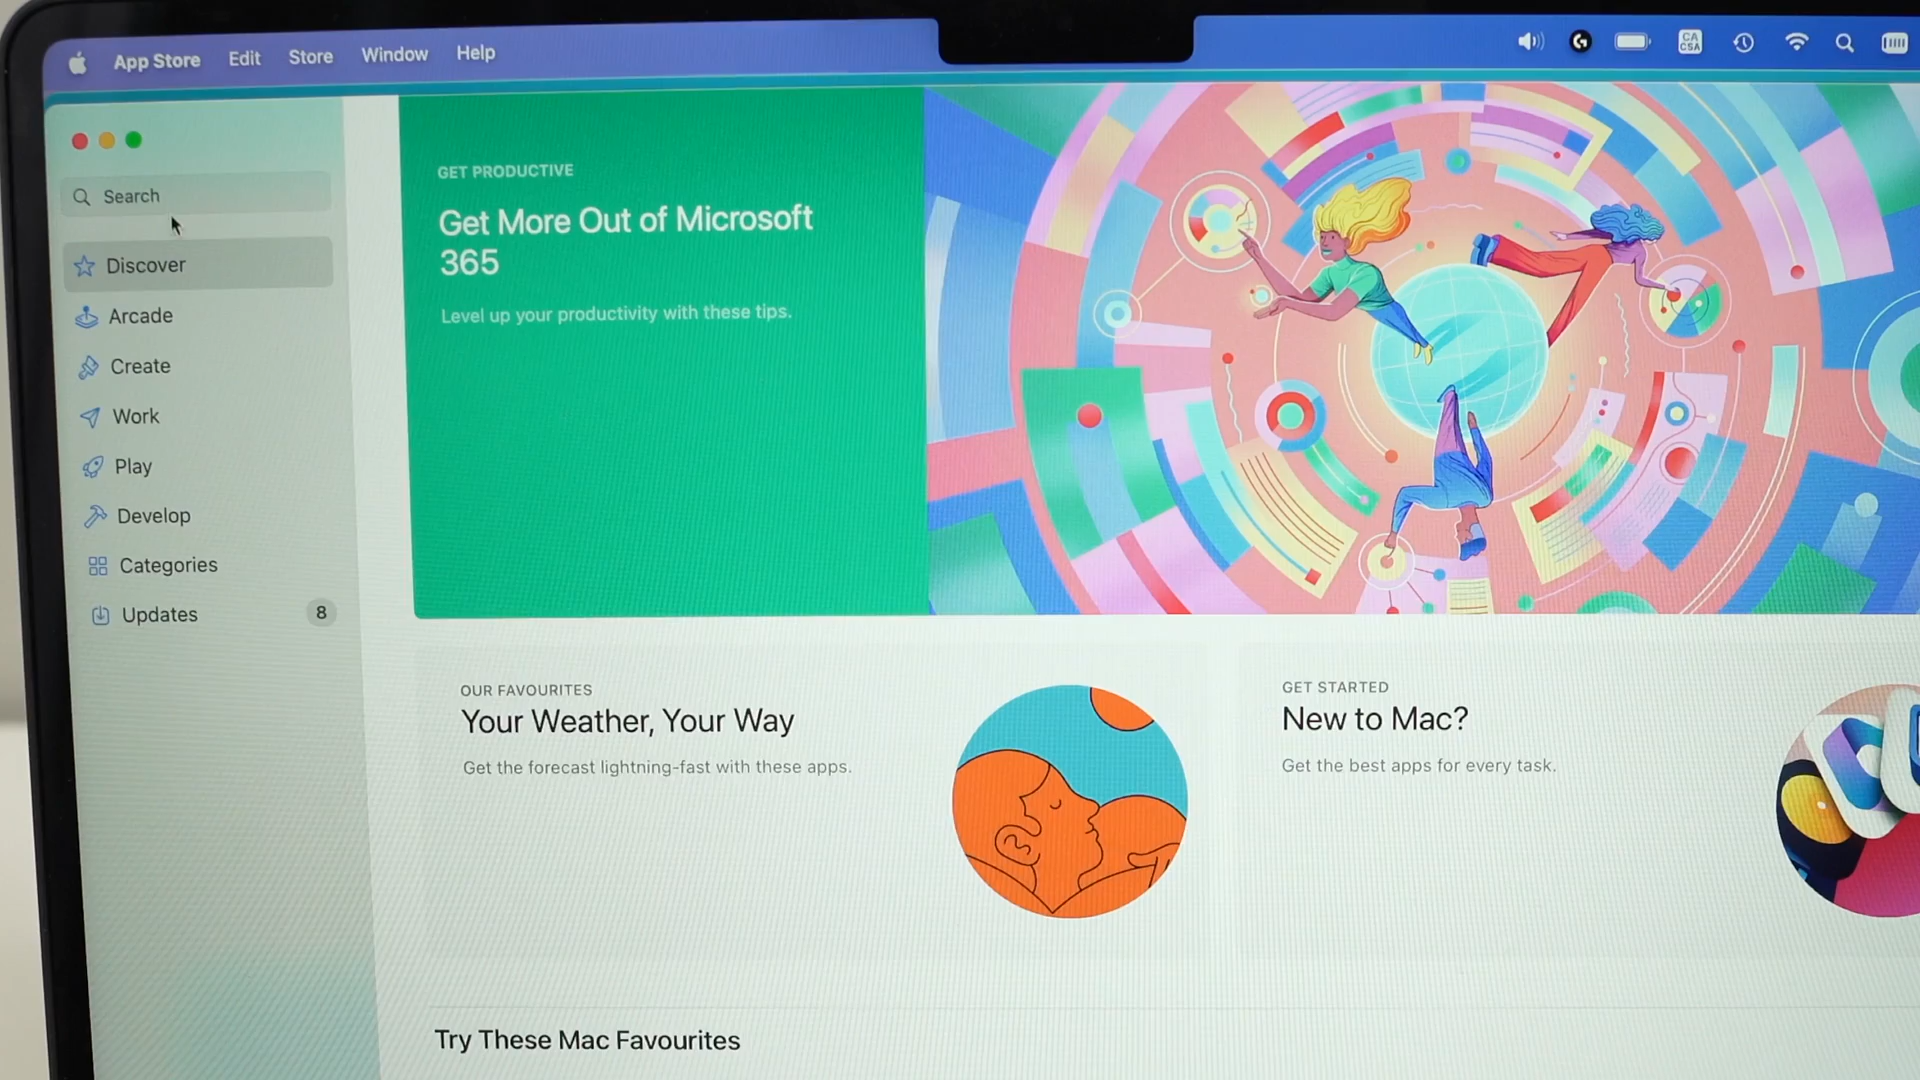 App Store Edit Store Window Help
CA
CSA
Search
Discover
Arcade
Create
Work
Play
Develop
Categories
Updates 8
GET PRODUCTIVE
Get More Out of Microsoft
365
Level up your productivity with these tips.
OUR FAVOURITES
Your Weather, Your Way
Get the forecast lightning-fast with these apps.
GET STARTED
New to Mac?
Get the best apps for every task.
Try These Mac Favourites